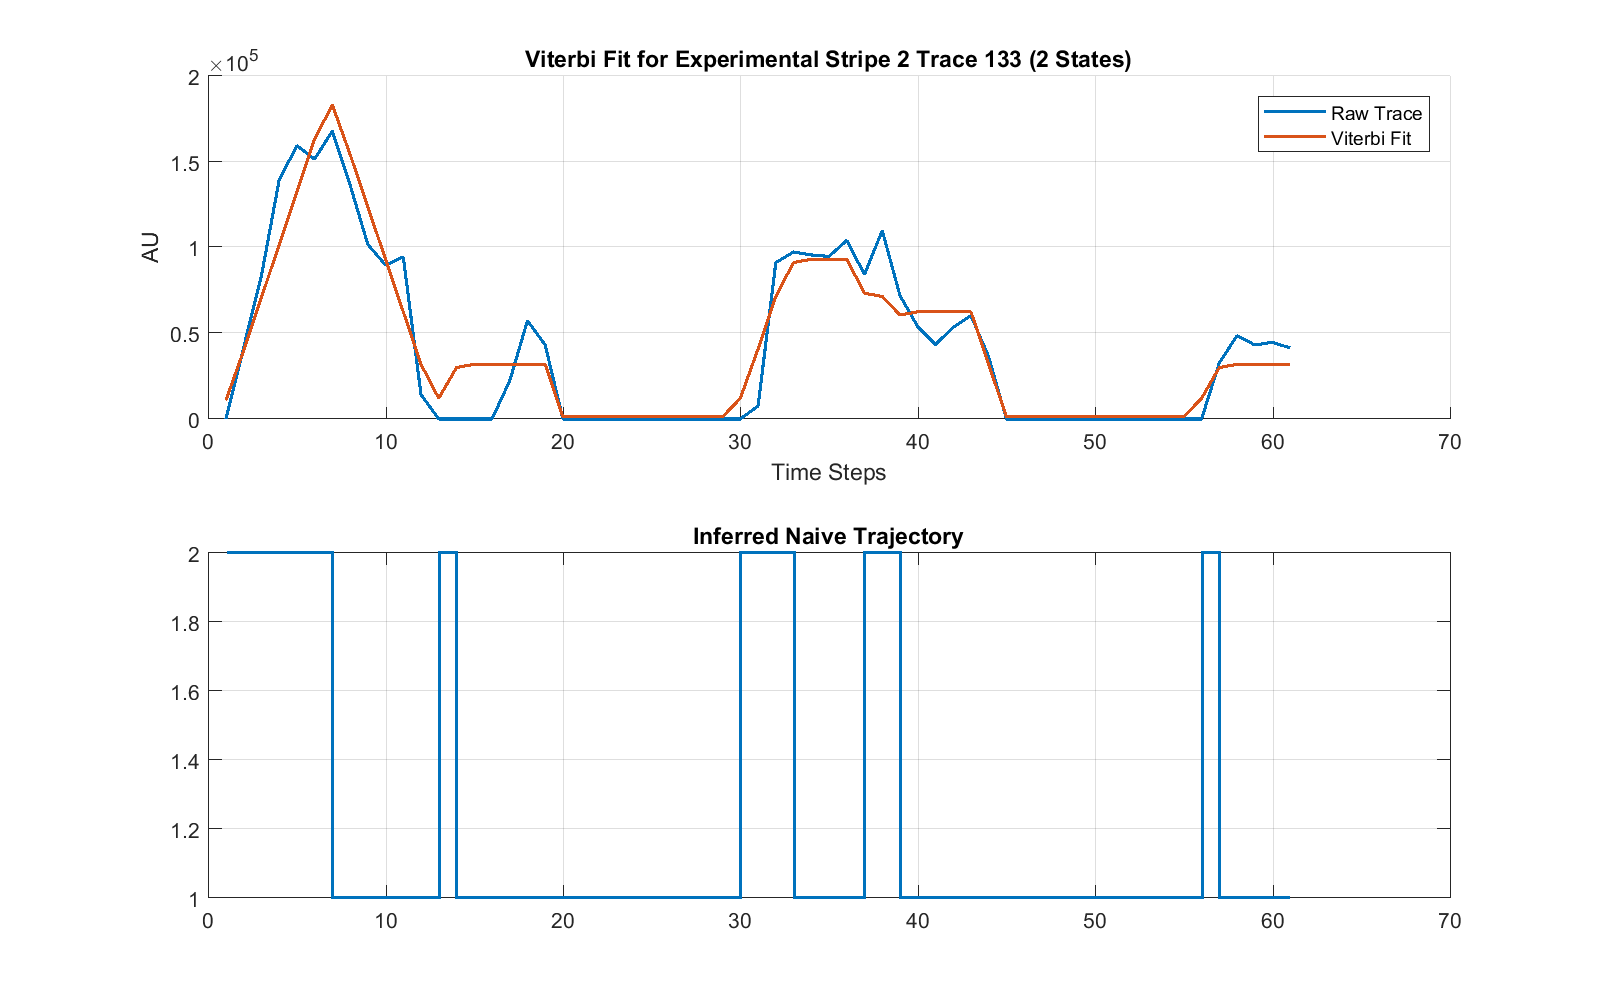 Viterbi Fit for Experimental Stripe 2 Trace 133 (2 States)
×10^5
2
1.5
1
0.5
0
AU
Raw Trace
Viterbi Fit
0 10 20 30 40 50 60 70
Time Steps
Inferred Naive Trajectory
2
1.8
1.6
1.4
1.2
1
0 10 20 30 40 50 60 70